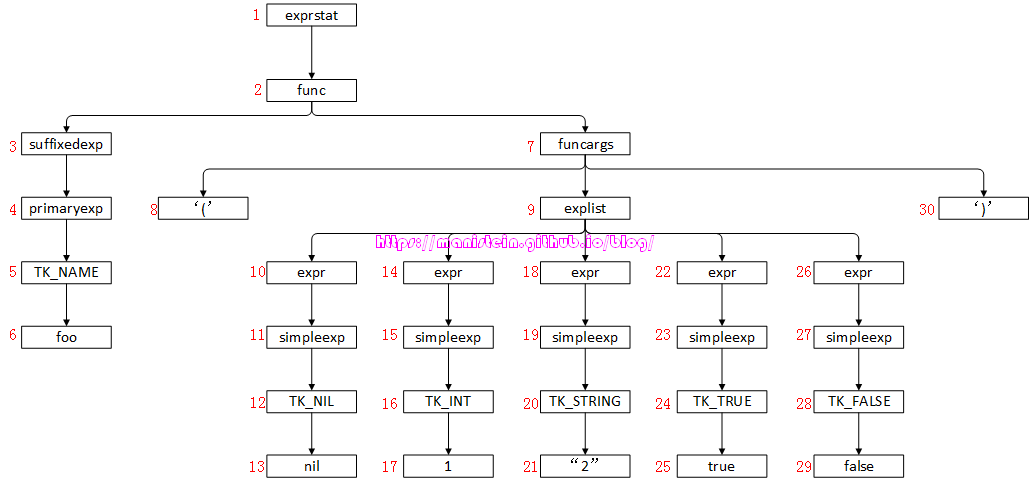 1 exprstat
2 func
3 suffixedexp 7 funcargs
4 primaryexp 8 ‘(’ 9 explist 30 ‘)’
https://manistein.github.io/blog/
5 TK_NAME 10 expr 14 expr 18 expr 22 expr 26 expr
6 foo 11 simpleexp 15 simpleexp 19 simpleexp 23 simpleexp 27 simpleexp
12 TK_NIL 16 TK_INT 20 TK_STRING 24 TK_TRUE 28 TK_FALSE
13 nil 17 1 21 “2” 25 true 29 false